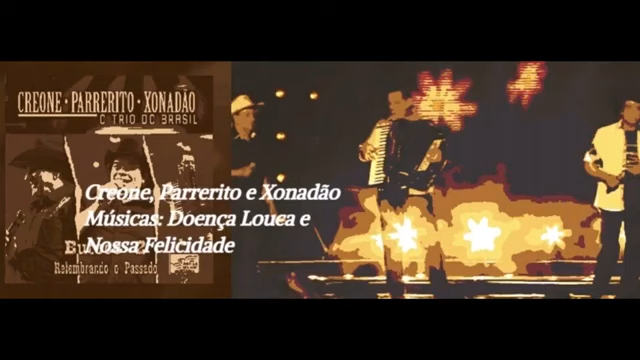 CREONE • PARRERITO • XONADÃO
O TRIO DO BRASIL
Creone, Parrerito e Xonadão
Músicas: Doença Louca e
Nossa Felicidade
Relembrando o Passado